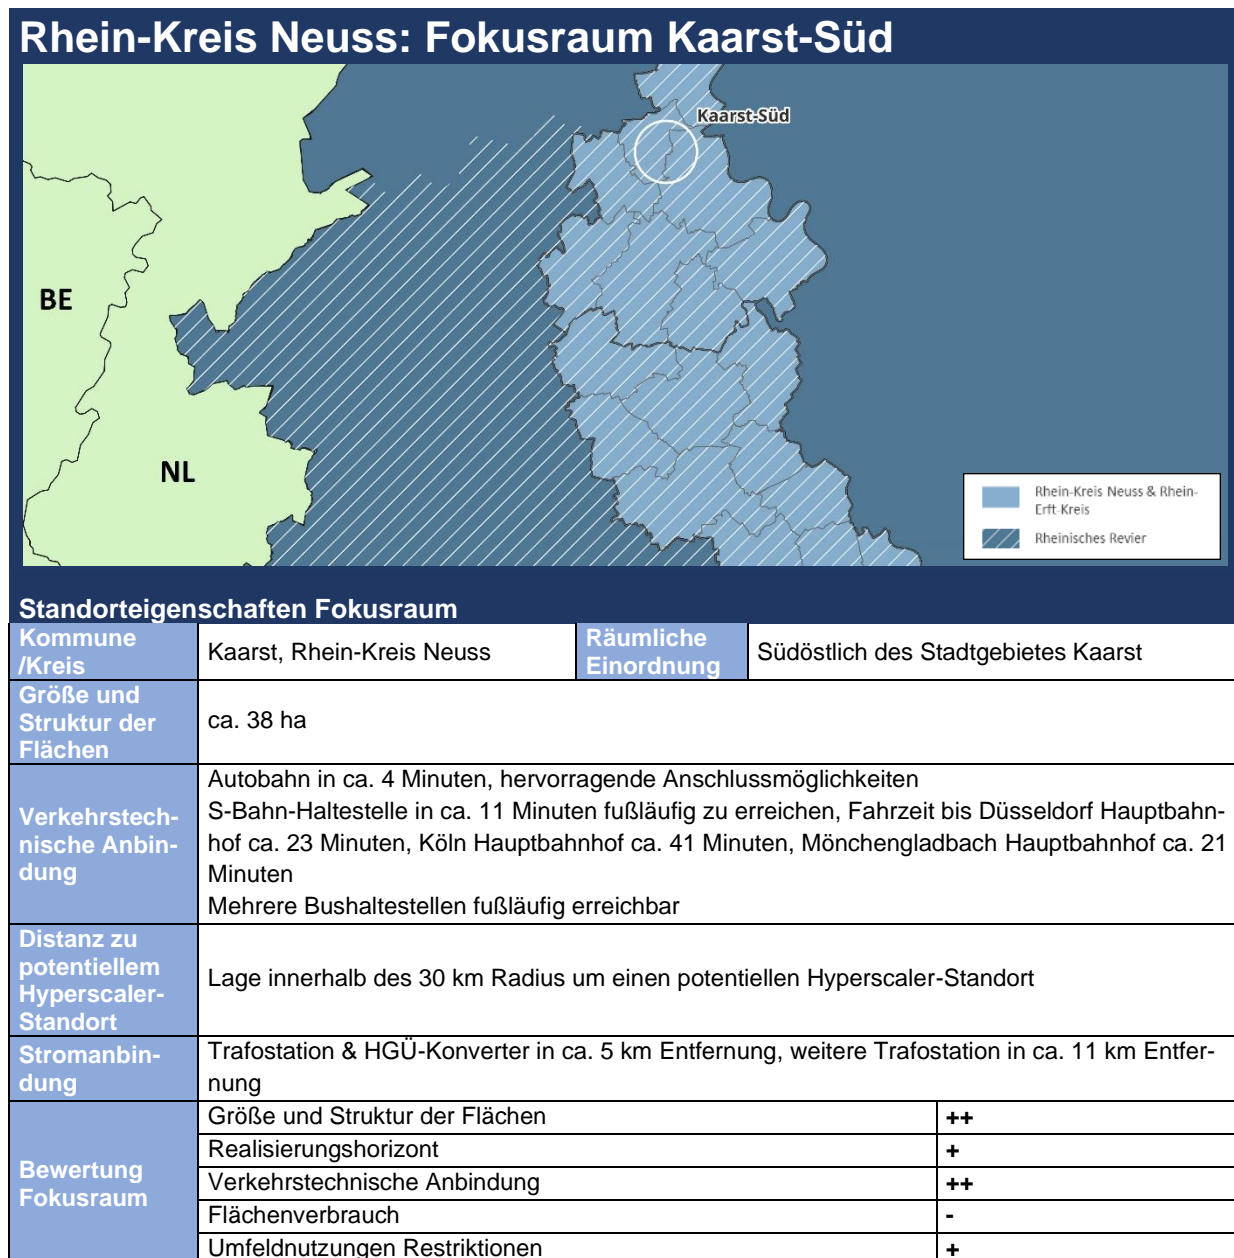 Rhein-Kreis Neuss: Fokusraum Kaarst-Süd
Kaarst-Süd
BE
NL
Rhein-Kreis Neuss & Rhein-
Erft-Kreis
Rheinisches Revier
Standorteigenschaften Fokusraum
Kommune
/Kreis
Kaarst, Rhein-Kreis Neuss
Räumliche
Einordnung
Südöstlich des Stadtgebietes Kaarst
Größe und
Struktur der
Flächen
ca. 38 ha
Verkehrstech-
nische Anbin-
dung
Autobahn in ca. 4 Minuten, hervorragende Anschlussmöglichkeiten
S-Bahn-Haltestelle in ca. 11 Minuten fußläufig zu erreichen, Fahrzeit bis Düsseldorf Hauptbahn-
hof ca. 23 Minuten, Köln Hauptbahnhof ca. 41 Minuten, Mönchengladbach Hauptbahnhof ca. 21
Minuten
Mehrere Bushaltestellen fußläufig erreichbar
Distanz zu
potentiellem
Hyperscaler-
Standort
Lage innerhalb des 30 km Radius um einen potentiellen Hyperscaler-Standort
Stromanbin-
dung
Trafostation & HGÜ-Konverter in ca. 5 km Entfernung, weitere Trafostation in ca. 11 km Entfer-
nung
Bewertung
Fokusraum
Größe und Struktur der Flächen ++
Realisierungshorizont +
Verkehrstechnische Anbindung ++
Flächenverbrauch -
Umfeldnutzungen Restriktionen +